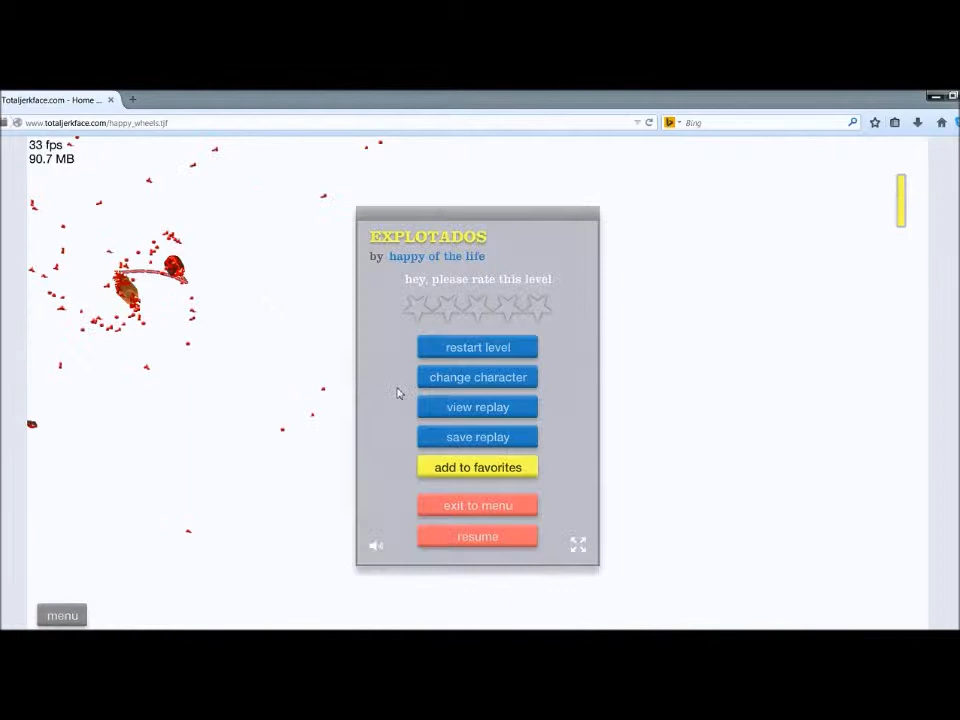 Totaljerkface.com - Home ...
www.totaljerkface.com/happy_wheels.tjf
Bing
33 fps
90.7 MB
EXPLOTADOS
by happy of the life
hey, please rate this level
restart level
change character
view replay
save replay
add to favorites
exit to menu
resume
menu